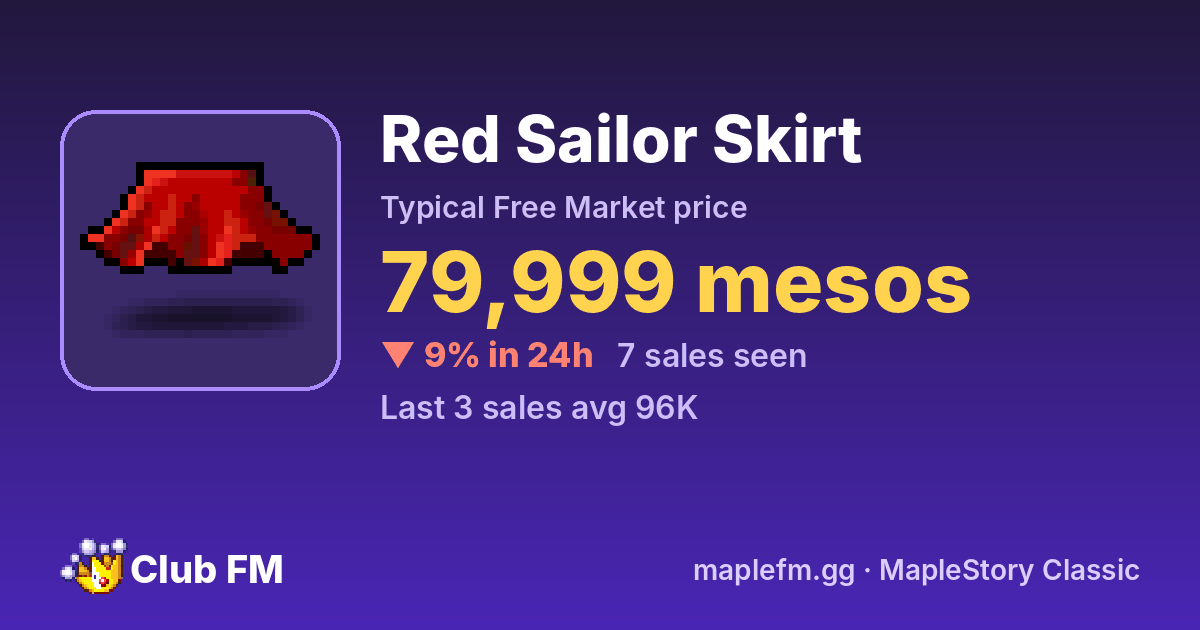 Red Sailor Skirt
Typical Free Market price
79,999 mesos
▼ 9% in 24h 7 sales seen
Last 3 sales avg 96K
Club FM
maplefm.gg · MapleStory Classic